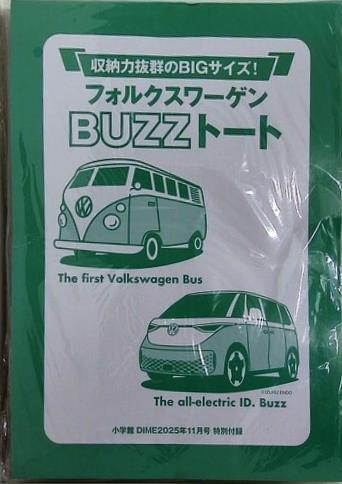 収納力抜群のBIGサイズ！
フォルクスワーゲン
BUZZトート
The first Volkswagen Bus
© IZURU ENDO
The all-electric ID. Buzz
小学館 DIME2025年11月号 特別付録